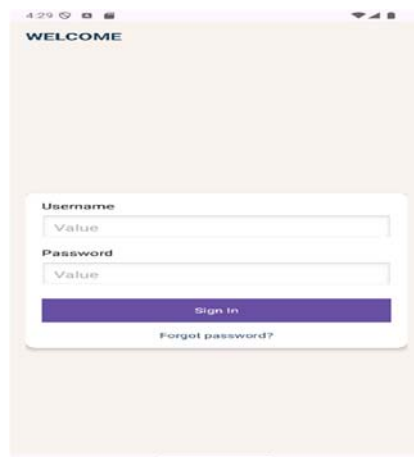 4:29
WELCOME
Username
Value
Password
Value
Sign In
Forgot password?